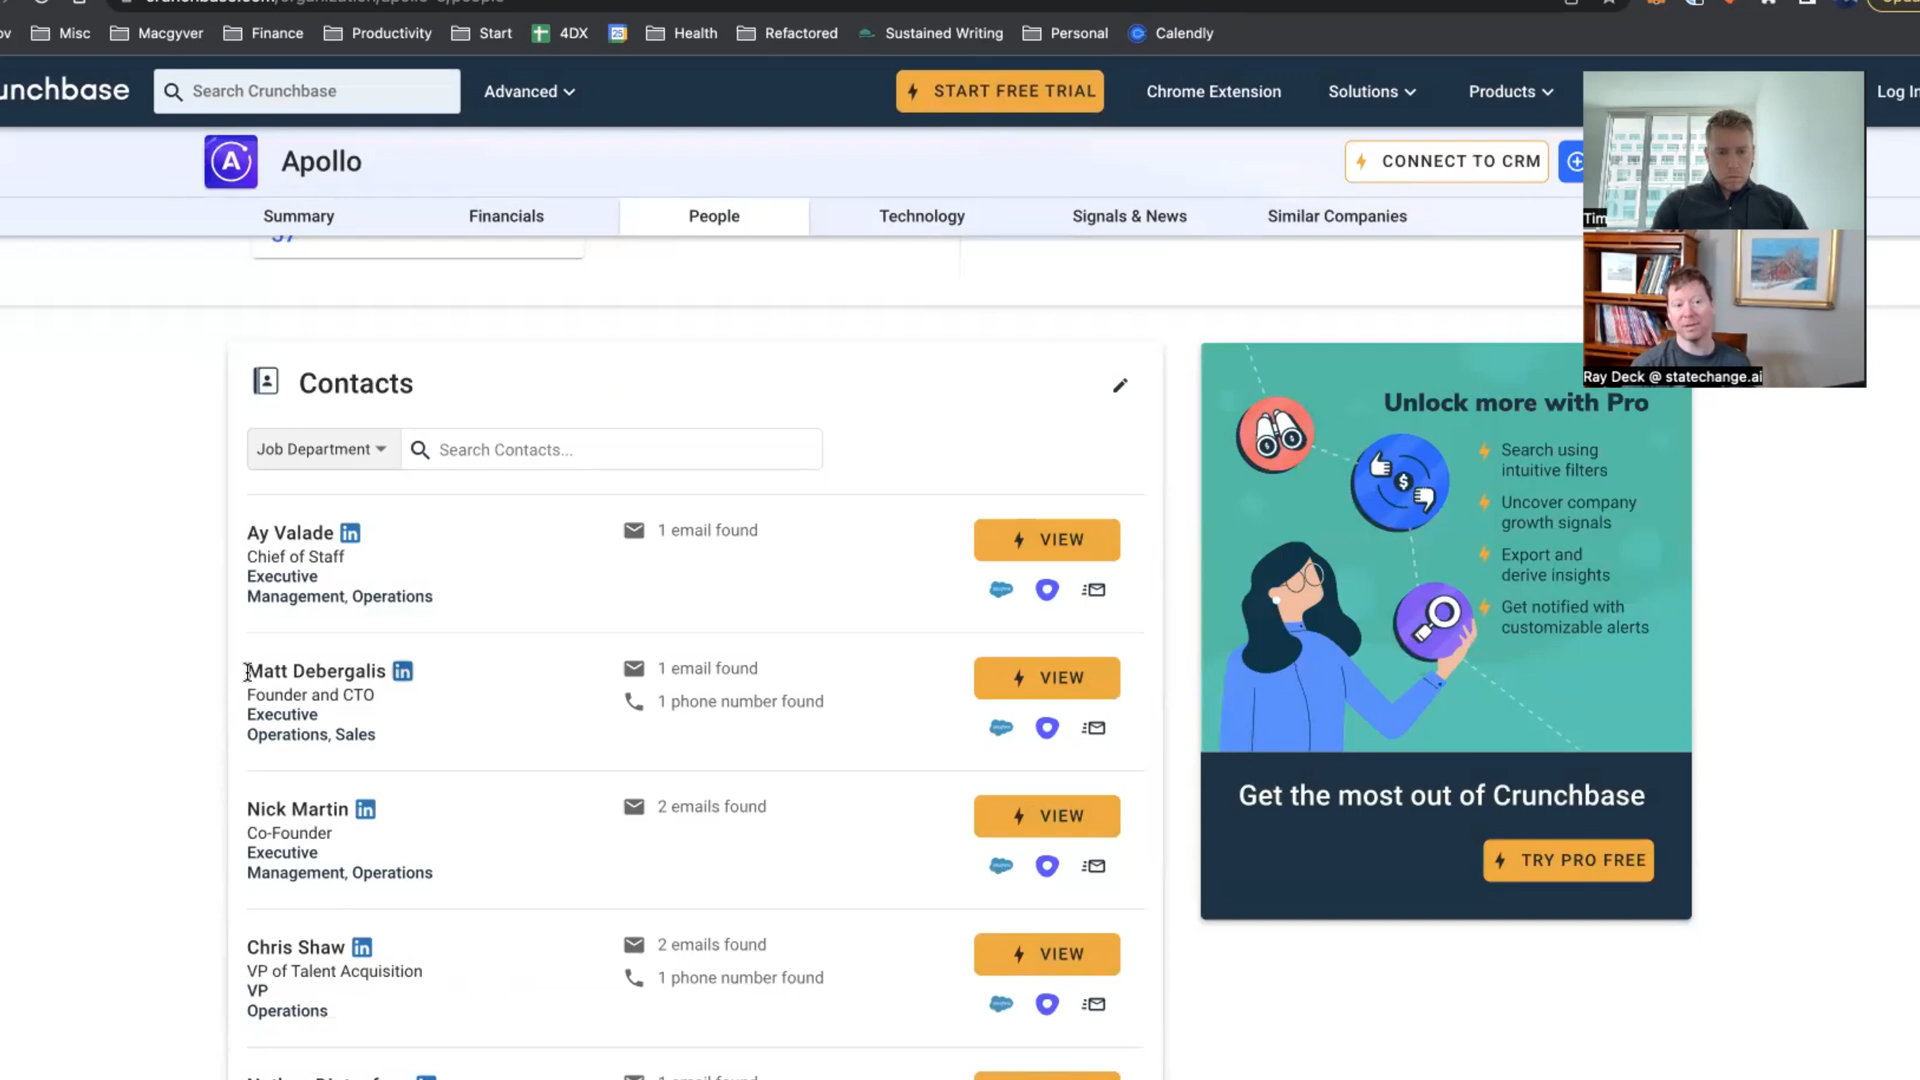 Misc
Macgyver
Finance
Productivity
Start
4DX
25
Health
Refactored
Sustained Writing
Personal
Calendly
unchbase
Search Crunchbase
Advanced
START FREE TRIAL
Chrome Extension
Solutions
Products
Log In
A
Apollo
CONNECT TO CRM
Summary
Financials
People
Technology
Signals & News
Similar Companies
Tim
Ray Deck @ statechange.ai
Contacts
Job Department
Search Contacts...
Ay Valade in
Chief of Staff
Executive
Management, Operations
1 email found
VIEW
Matt Debergalis in
Founder and CTO
Executive
Operations, Sales
1 email found
1 phone number found
VIEW
Nick Martin in
Co-Founder
Executive
Management, Operations
2 emails found
VIEW
Chris Shaw in
VP of Talent Acquisition
VP
Operations
2 emails found
1 phone number found
VIEW
Unlock more with Pro
Search using
intuitive filters
Uncover company
growth signals
Export and
derive insights
Get notified with
customizable alerts
Get the most out of Crunchbase
TRY PRO FREE